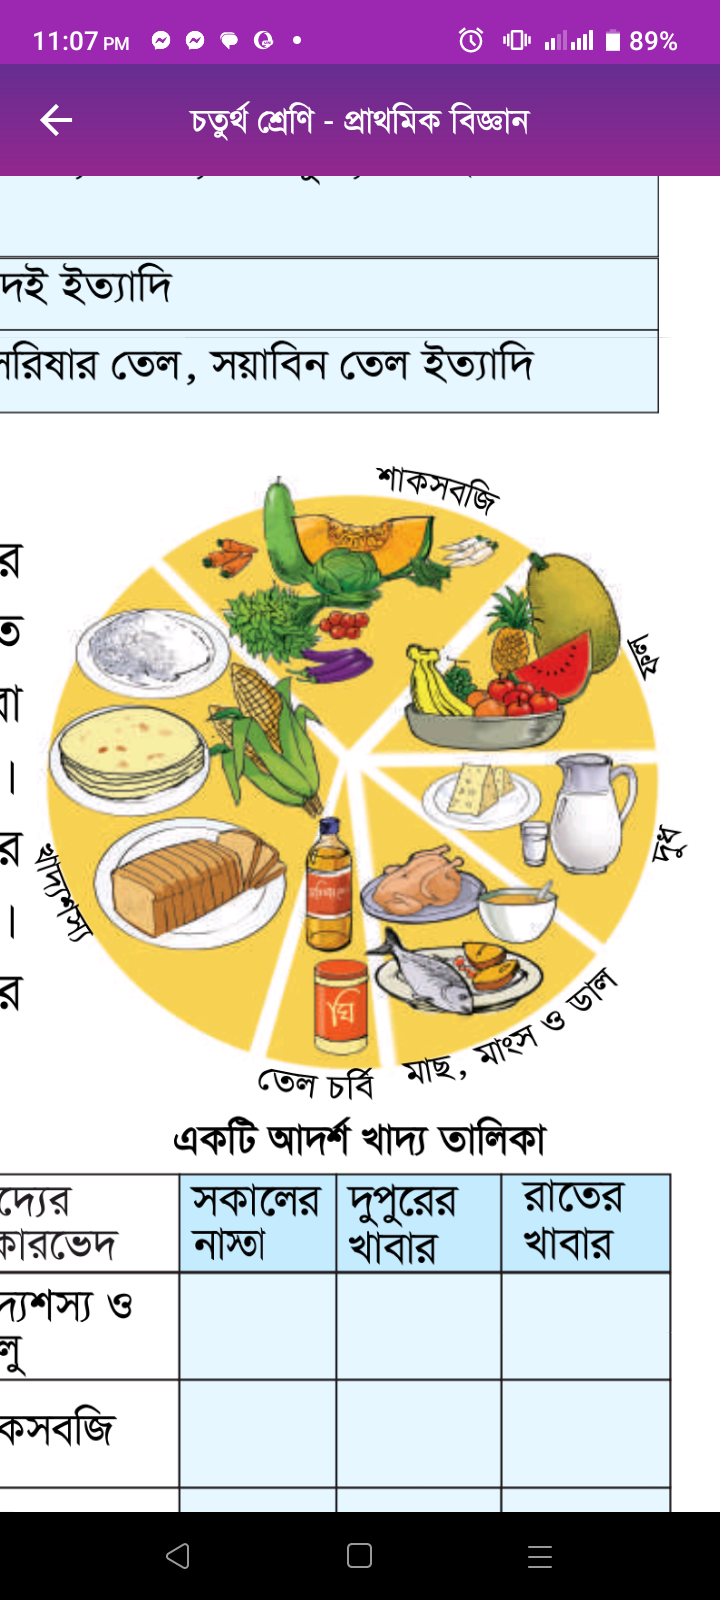 11:07 PM 89%
চতুর্থ শ্রেণি - প্রাথমিক বিজ্ঞান
দই ইত্যাদি
সরিষার তেল, সয়াবিন তেল ইত্যাদি
শাকসবজি
ফল
দুধ
মাছ, মাংস ও ডাল
তেল চর্বি
খাদ্যশস্য
ঘি
র
ত
বা
।
র
।
র
একটি আদর্শ খাদ্য তালিকা
দ্যের কারভেদ
সকালের নাস্তা
দুপুরের খাবার
রাতের খাবার
দ্যশস্য ও
লু
কসবজি